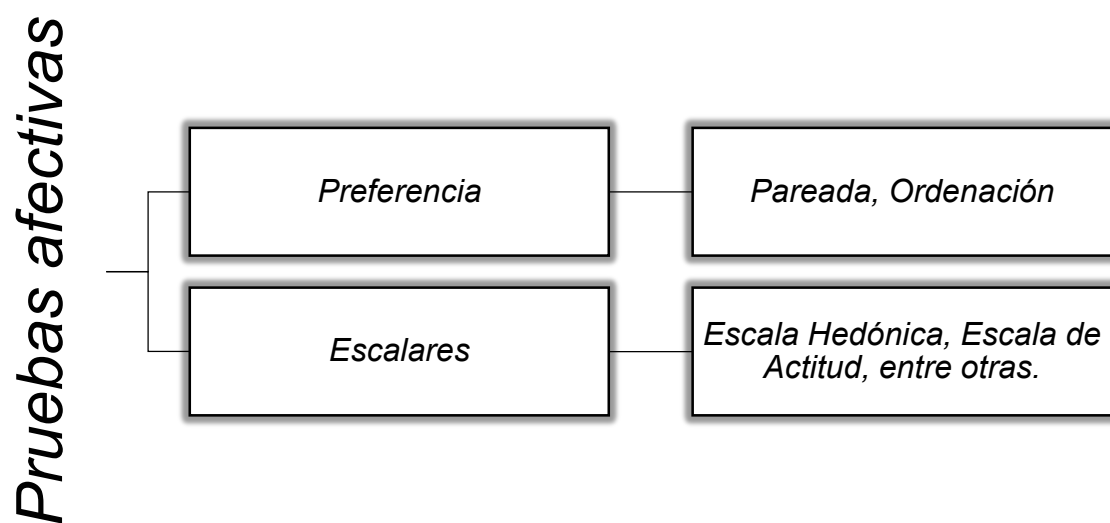 Pruebas afectivas
Preferencia
Pareada, Ordenación
Escalares
Escala Hedónica, Escala de
Actitud, entre otras.